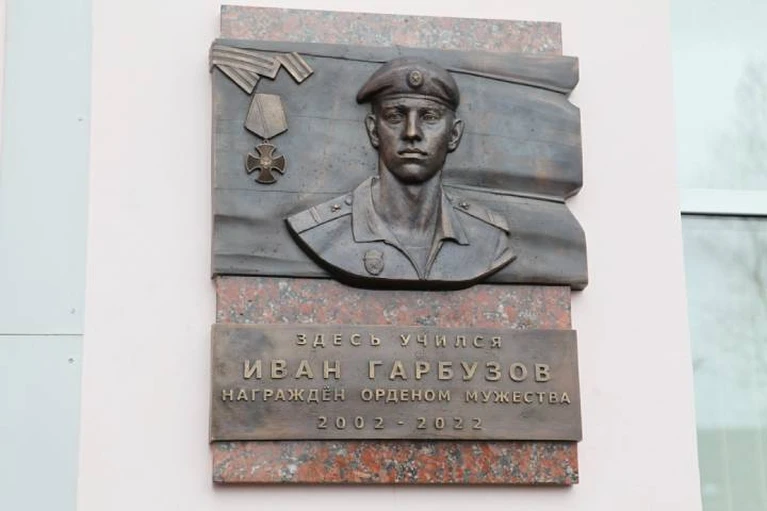 ЗДЕСЬ УЧИЛСЯ
ИВАН ГАРБУЗОВ
НАГРАЖДЁН ОРДЕНОМ МУЖЕСТВА
2002 - 2022